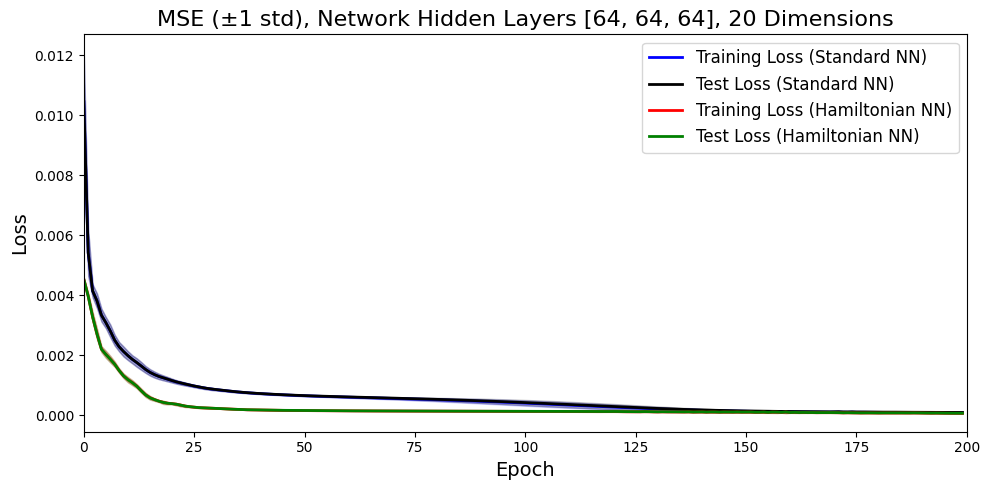 MSE (±1 std), Network Hidden Layers [64, 64, 64], 20 Dimensions
Training Loss (Standard NN)
Test Loss (Standard NN)
Training Loss (Hamiltonian NN)
Test Loss (Hamiltonian NN)
0.012
0.010
0.008
0.006
0.004
0.002
0.000
Loss
0 25 50 75 100 125 150 175 200
Epoch